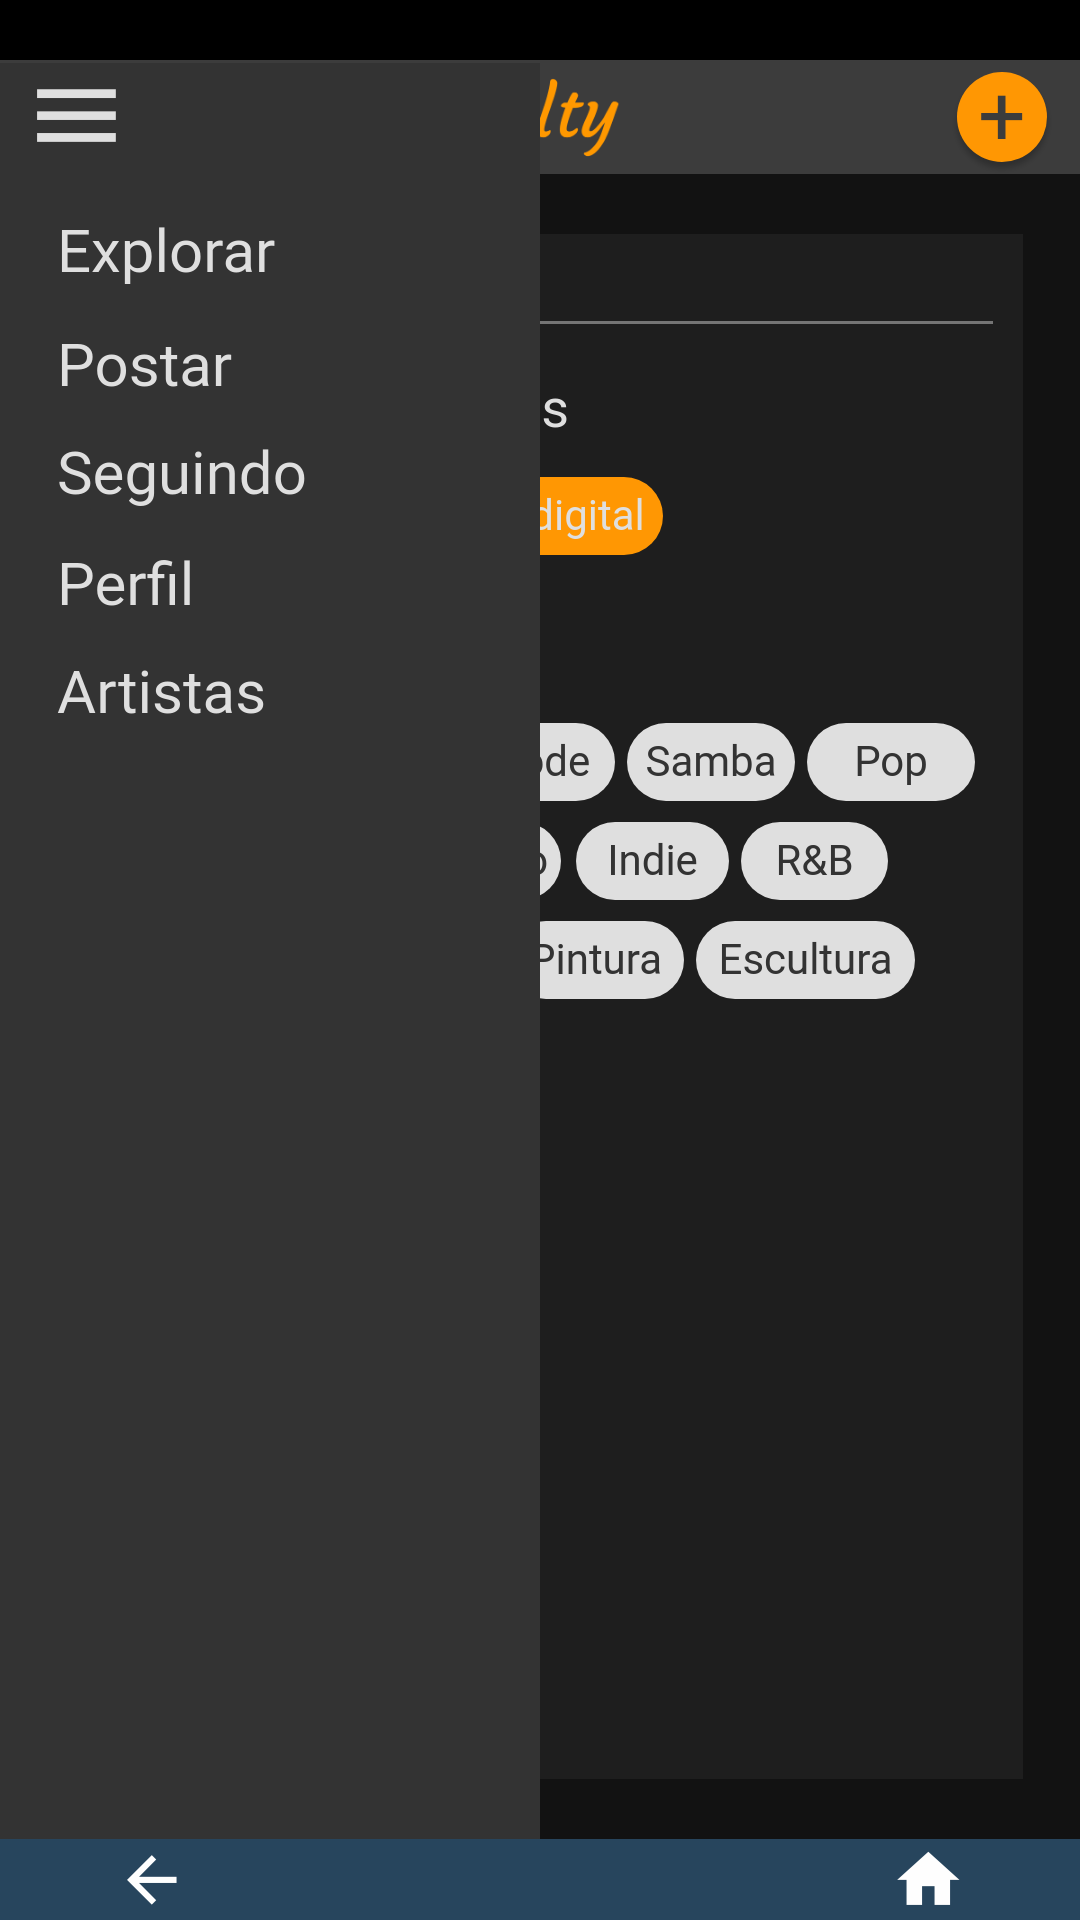 lty
Explorar
Postar
s
Seguindo
digital
Perfil
Artistas
de
Samba
Pop
Indie
R&B
Pintura
Escultura